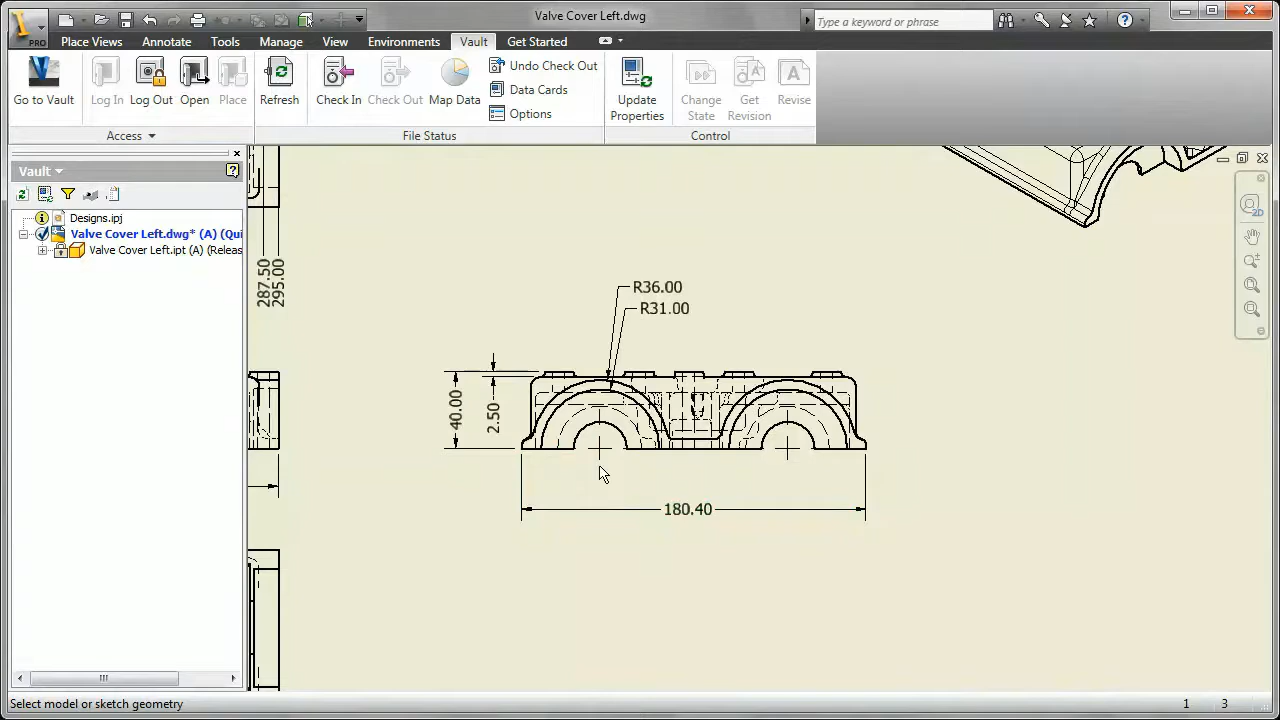 Valve Cover Left.dwg
Type a keyword or phrase
PRO
Place Views Annotate Tools Manage View Environments Vault Get Started
Go to Vault Log In Log Out Open Place Refresh Check In Check Out Map Data Undo Check Out Data Cards Options Update Properties Change State Get Revision Revise
Access File Status Control
Vault
Designs.ipj
Valve Cover Left.dwg* (A) (Qui
Valve Cover Left.ipt (A) (Releas
287.50
295.00
R36.00
R31.00
40.00
2.50
180.40
2D
Select model or sketch geometry 1 3